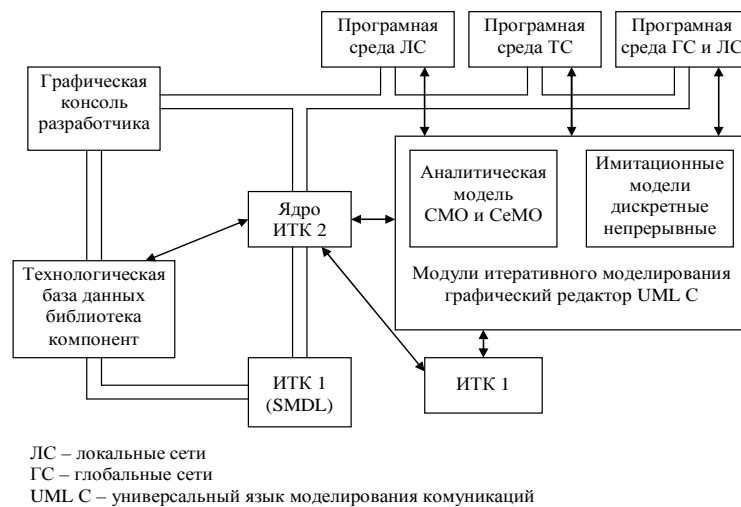 Програмная
среда ЛС
Програмная
среда ТС
Програмная
среда ГС и ЛС
Графическая
консоль
разработчика
Аналитическая
модель
СМО и СеМО
Имитационные
модели
дискретные
непрерывные
Ядро
ИТК 2
Модули итеративного моделирования
графический редактор UML C
Технологическая
база данных
библиотека
компонент
ИТК 1
(SMDL)
ИТК 1
ЛС – локальные сети
ГС – глобальные сети
UML C – универсальный язык моделирования комуникаций